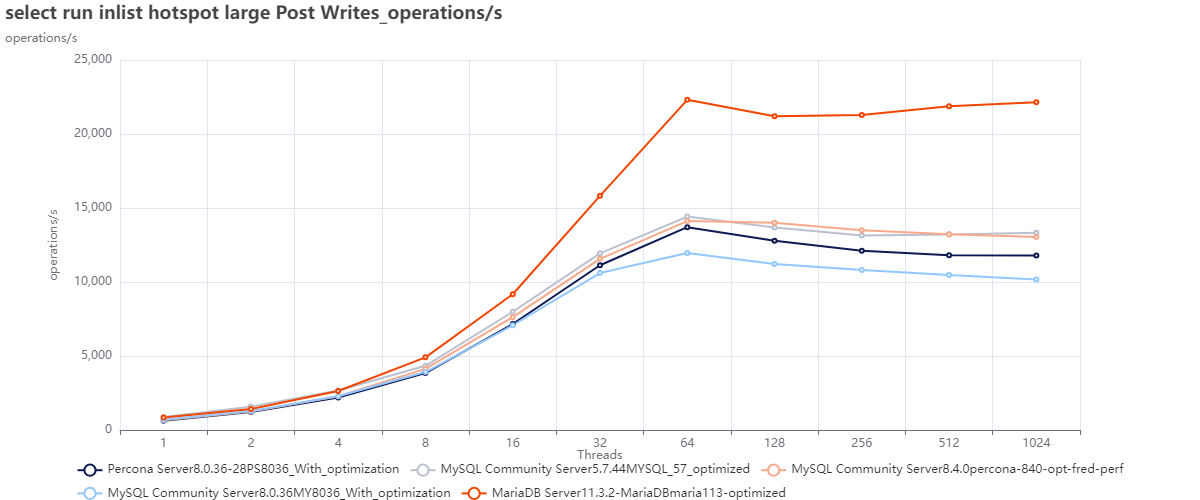 select run inlist hotspot large Post Writes_operations/s
operations/s
25,000
20,000
15,000
10,000
5,000
0
operations/s
1 2 4 8 16 32 64 128 256 512 1024
Threads
Percona Server8.0.36-28PS8036_With_optimization MySQL Community Server5.7.44MYSQL_57_optimized MySQL Community Server8.4.0percona-840-opt-fred-perf
MySQL Community Server8.0.36MY8036_With_optimization MariaDB Server11.3.2-MariaDBmaria113-optimized